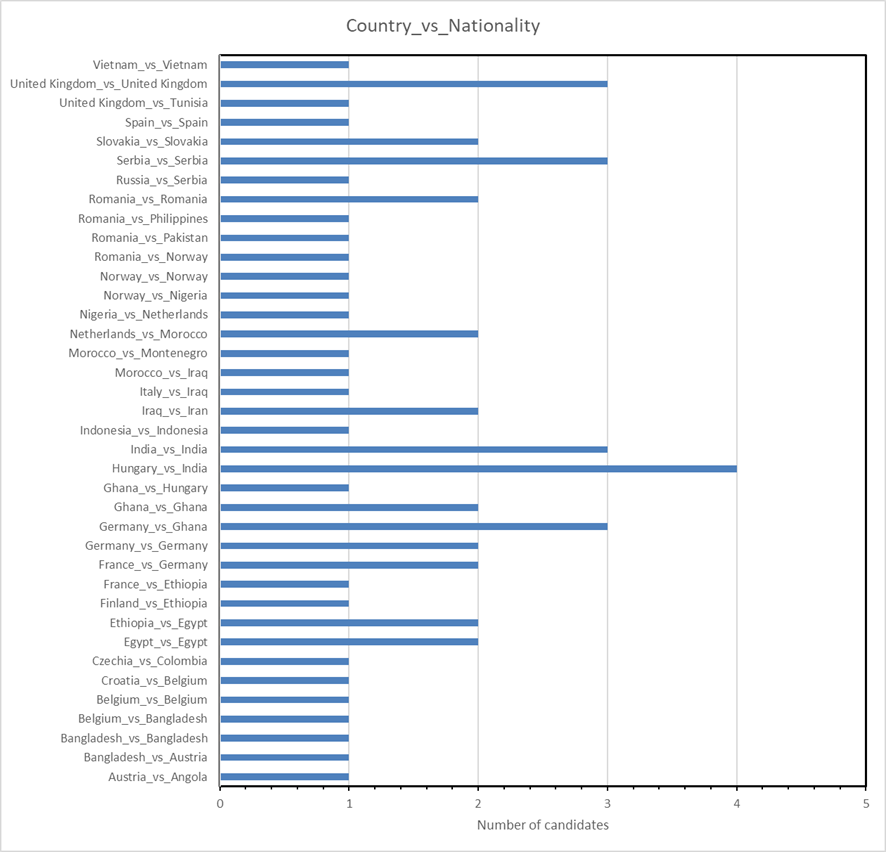 Country_vs_Nationality
Vietnam_vs_Vietnam
United Kingdom_vs_United Kingdom
United Kingdom_vs_Tunisia
Spain_vs_Spain
Slovakia_vs_Slovakia
Serbia_vs_Serbia
Russia_vs_Serbia
Romania_vs_Romania
Romania_vs_Philippines
Romania_vs_Pakistan
Romania_vs_Norway
Norway_vs_Norway
Norway_vs_Nigeria
Nigeria_vs_Netherlands
Netherlands_vs_Morocco
Morocco_vs_Montenegro
Morocco_vs_Iraq
Italy_vs_Iraq
Iraq_vs_Iran
Indonesia_vs_Indonesia
India_vs_India
Hungary_vs_India
Ghana_vs_Hungary
Ghana_vs_Ghana
Germany_vs_Ghana
Germany_vs_Germany
France_vs_Germany
France_vs_Ethiopia
Finland_vs_Ethiopia
Ethiopia_vs_Egypt
Egypt_vs_Egypt
Czechia_vs_Colombia
Croatia_vs_Belgium
Belgium_vs_Belgium
Belgium_vs_Bangladesh
Bangladesh_vs_Bangladesh
Bangladesh_vs_Austria
Austria_vs_Angola
0 1 2 3 4 5
Number of candidates